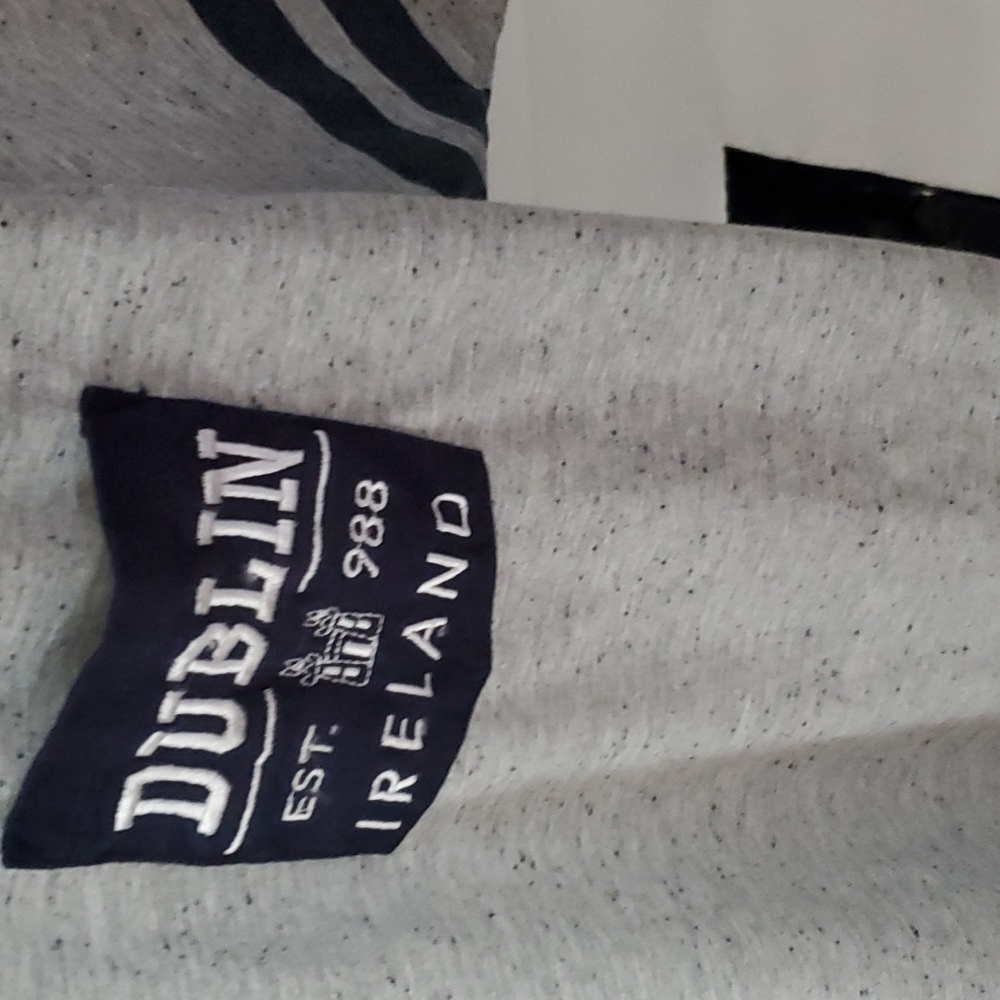 DUBLIN
EST. 988
IRELAND